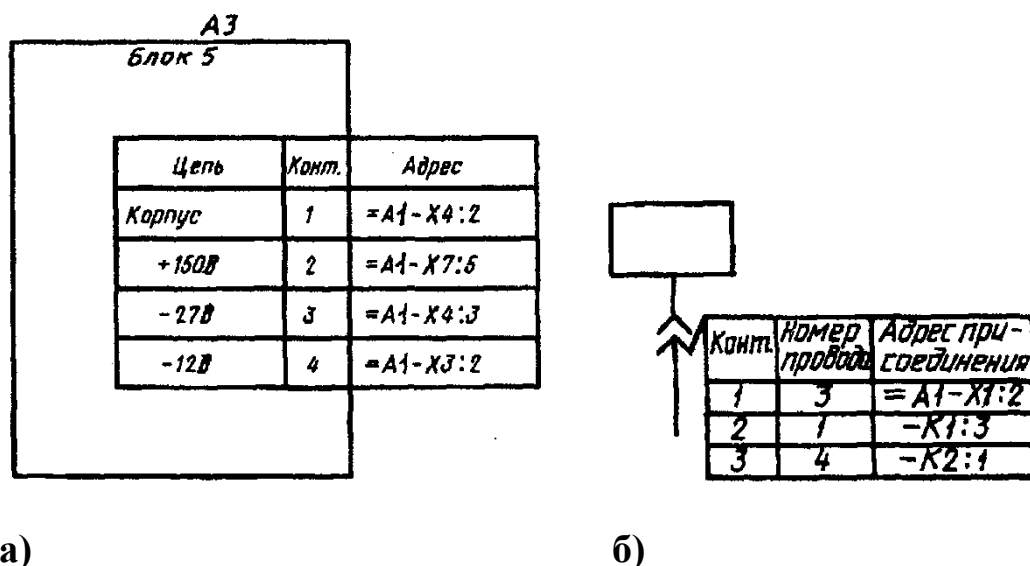 А3
Блок 5
Цепь Конт. Адрес
Корпус 1 =А1-Х4:2
+150В 2 =А1-Х7:5
-27В 3 =А1-Х4:3
-12В 4 =А1-Х3:2
Конт. Номер провода Адрес при-
соединения
1 3 =А1-Х1:2
2 1 -К1:3
3 4 -К2:1
а) б)